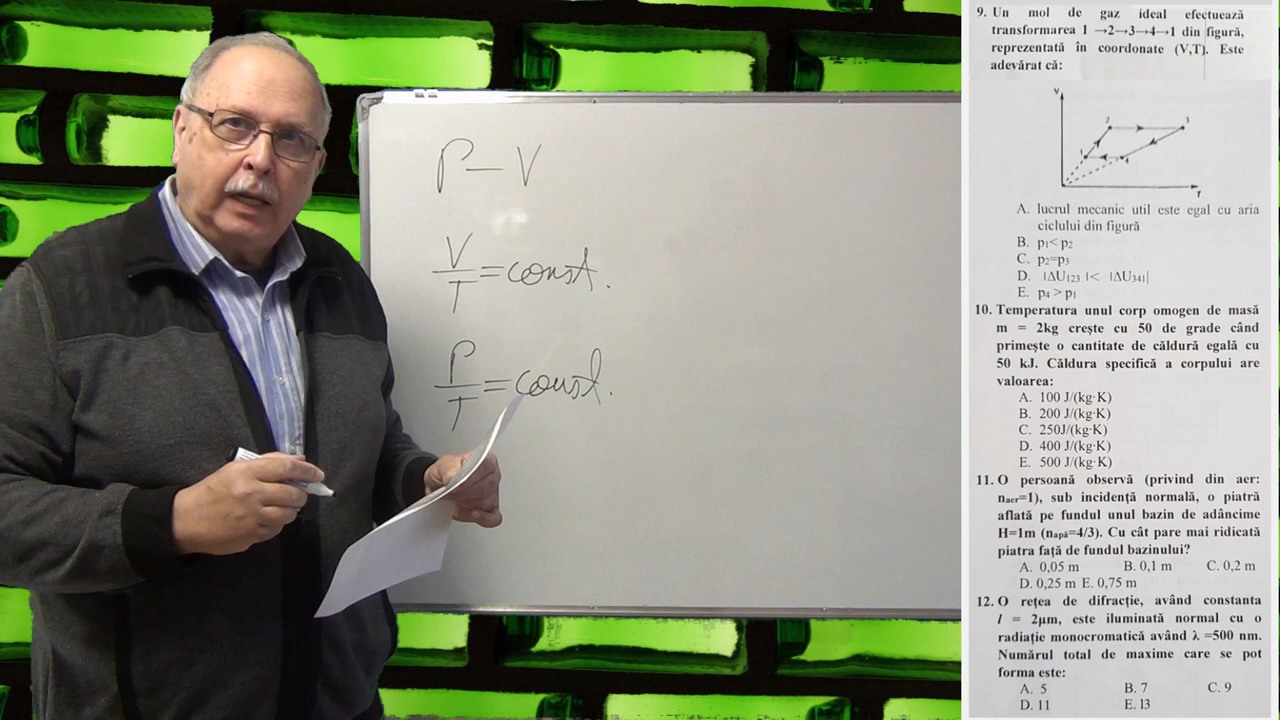 P – V
V/T = const.
P/T = const.
9. Un mol de gaz ideal efectuează
transformarea 1 →2→3→4→1 din figură,
reprezentată în coordonate (V,T). Este
adevărat că:
V
2
3
1
4
T
A. lucrul mecanic util este egal cu aria
ciclului din figură
B. p₁< p₂
C. p₂=p₃
D. |ΔU₁₂₃ |< |ΔU₃₄₁|
E. p₄ > p₁
10. Temperatura unui corp omogen de masă
m = 2kg crește cu 50 de grade când
primește o cantitate de căldură egală cu
50 kJ. Căldura specifică a corpului are
valoarea:
A. 100 J/(kg·K)
B. 200 J/(kg·K)
C. 250J/(kg·K)
D. 400 J/(kg·K)
E. 500 J/(kg·K)
11. O persoană observă (privind din aer:
nₐₑᵣ=1), sub incidență normală, o piatră
aflată pe fundul unui bazin de adâncime
H=1m (nₐₚă=4/3). Cu cât pare mai ridicată
piatra față de fundul bazinului?
A. 0,05 m B. 0,1 m C. 0,2 m
D. 0,25 m E. 0,75 m
12. O rețea de difracție, având constanta
l = 2μm, este iluminată normal cu o
radiație monocromatică având λ =500 nm.
Numărul total de maxime care se pot
forma este:
A. 5 B. 7 C. 9
D. 11 E. 13